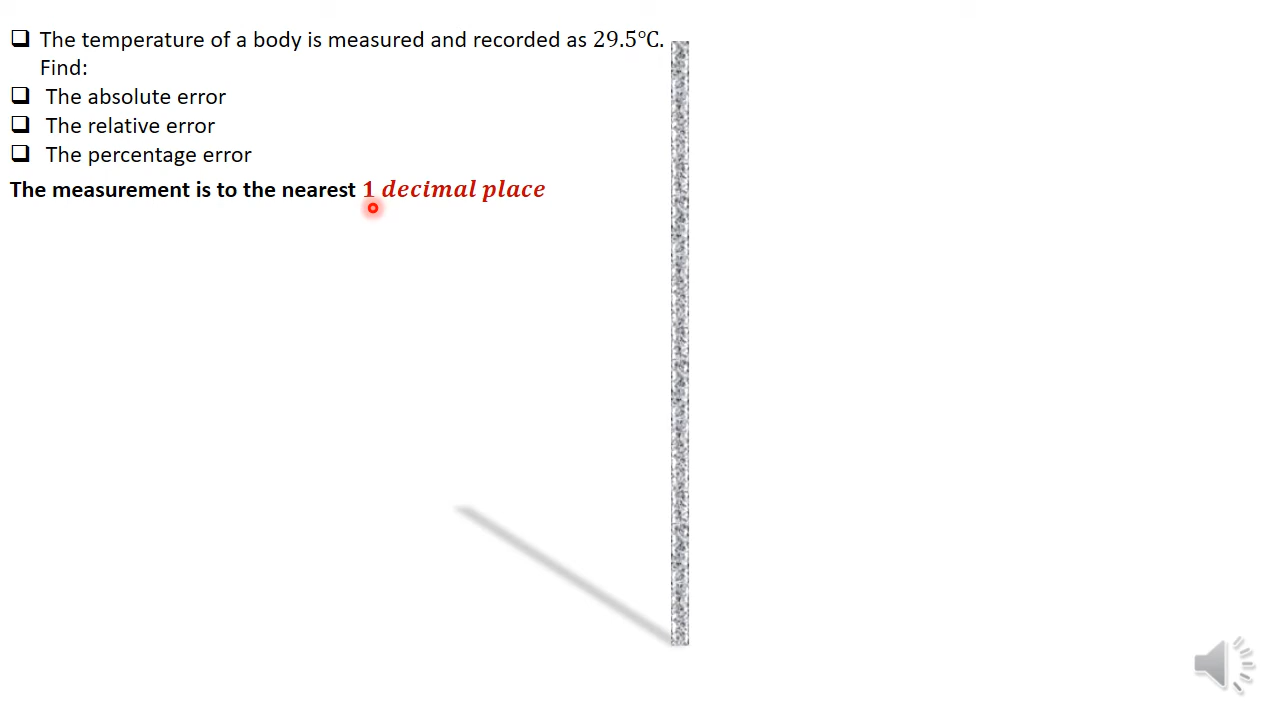 ❑ The temperature of a body is measured and recorded as 29.5°C.
Find:
❑ The absolute error
❑ The relative error
❑ The percentage error
The measurement is to the nearest 1 decimal place